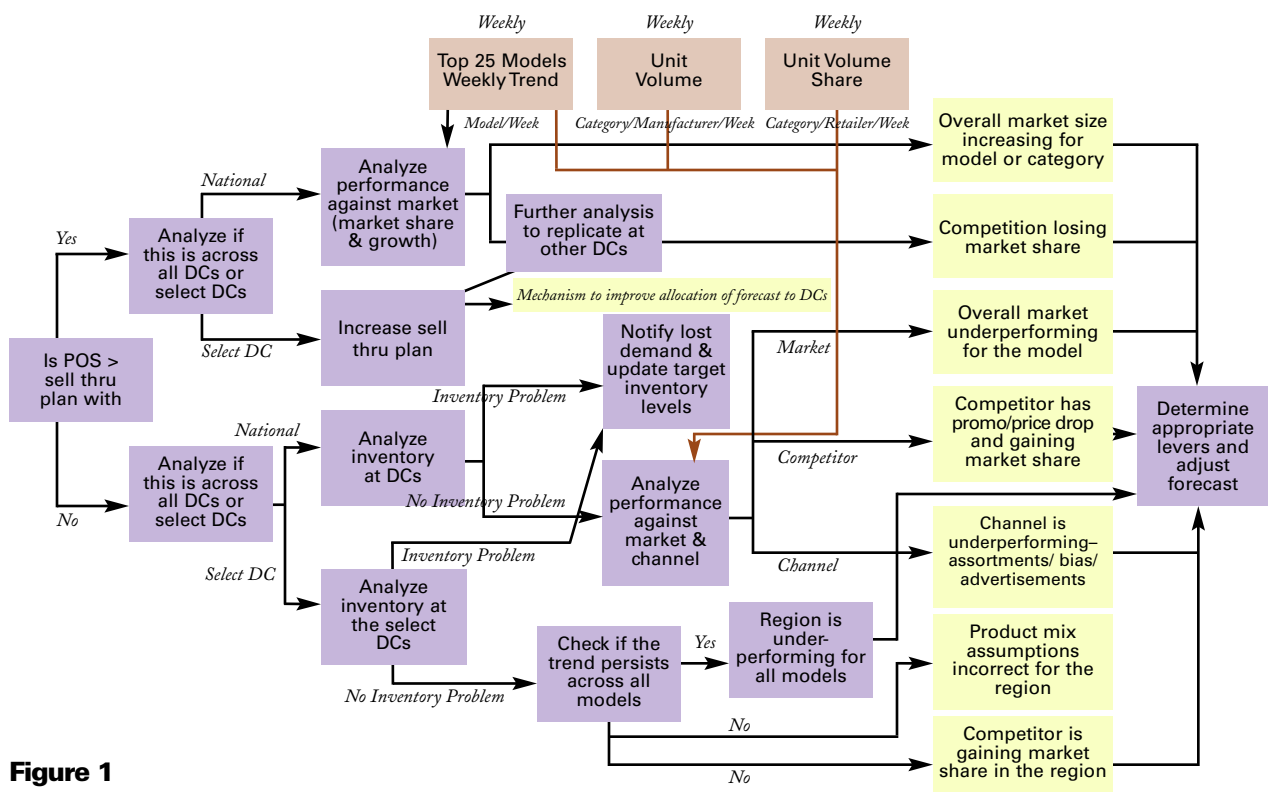 Weekly
Weekly
Weekly
Top 25 Models
Weekly Trend
Unit
Volume
Unit Volume
Share
Model/Week
Category/Manufacturer/Week
Category/Retailer/Week
Overall market size
increasing for
model or category
Analyze
performance
against market
(market share
& growth)
National
Further analysis
to replicate at
other DCs
Competition losing
market share
Yes
Analyze if
this is across
all DCs or
select DCs
Mechanism to improve allocation of forecast to DCs
Increase sell
thru plan
Select DC
Notify lost
demand &
update target
inventory
levels
Market
Overall market
underperforming
for the model
Is POS >
sell thru
plan with
Inventory Problem
National
Analyze
inventory
at DCs
Competitor has
promo/price drop
and gaining
market share
Determine
appropriate
levers and
adjust
forecast
Competitor
No
Analyze if
this is across
all DCs or
select DCs
No Inventory Problem
Analyze
performance
against
market &
channel
Channel is
underperforming–
assortments/ bias/
advertisements
Inventory Problem
Channel
Select DC
Analyze
inventory at
the select
DCs
Region is
under-
performing for
all models
Check if the
trend persists
across all
models
Yes
Product mix
assumptions
incorrect for the
region
No Inventory Problem
No
Competitor is
gaining market
share in the region
No
Figure 1